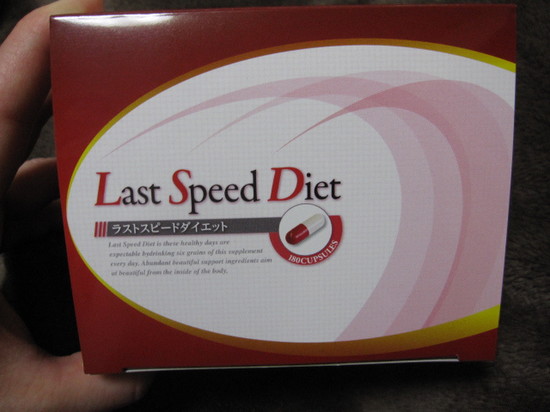 Last Speed Diet
ラストスピードダイエット
Last Speed Diet is these healthy days are
expectable bydrinking six grains of this supplement
every day. Abundant beautiful support ingredients aim
at beautiful from the inside of the body.
180CUPSULES